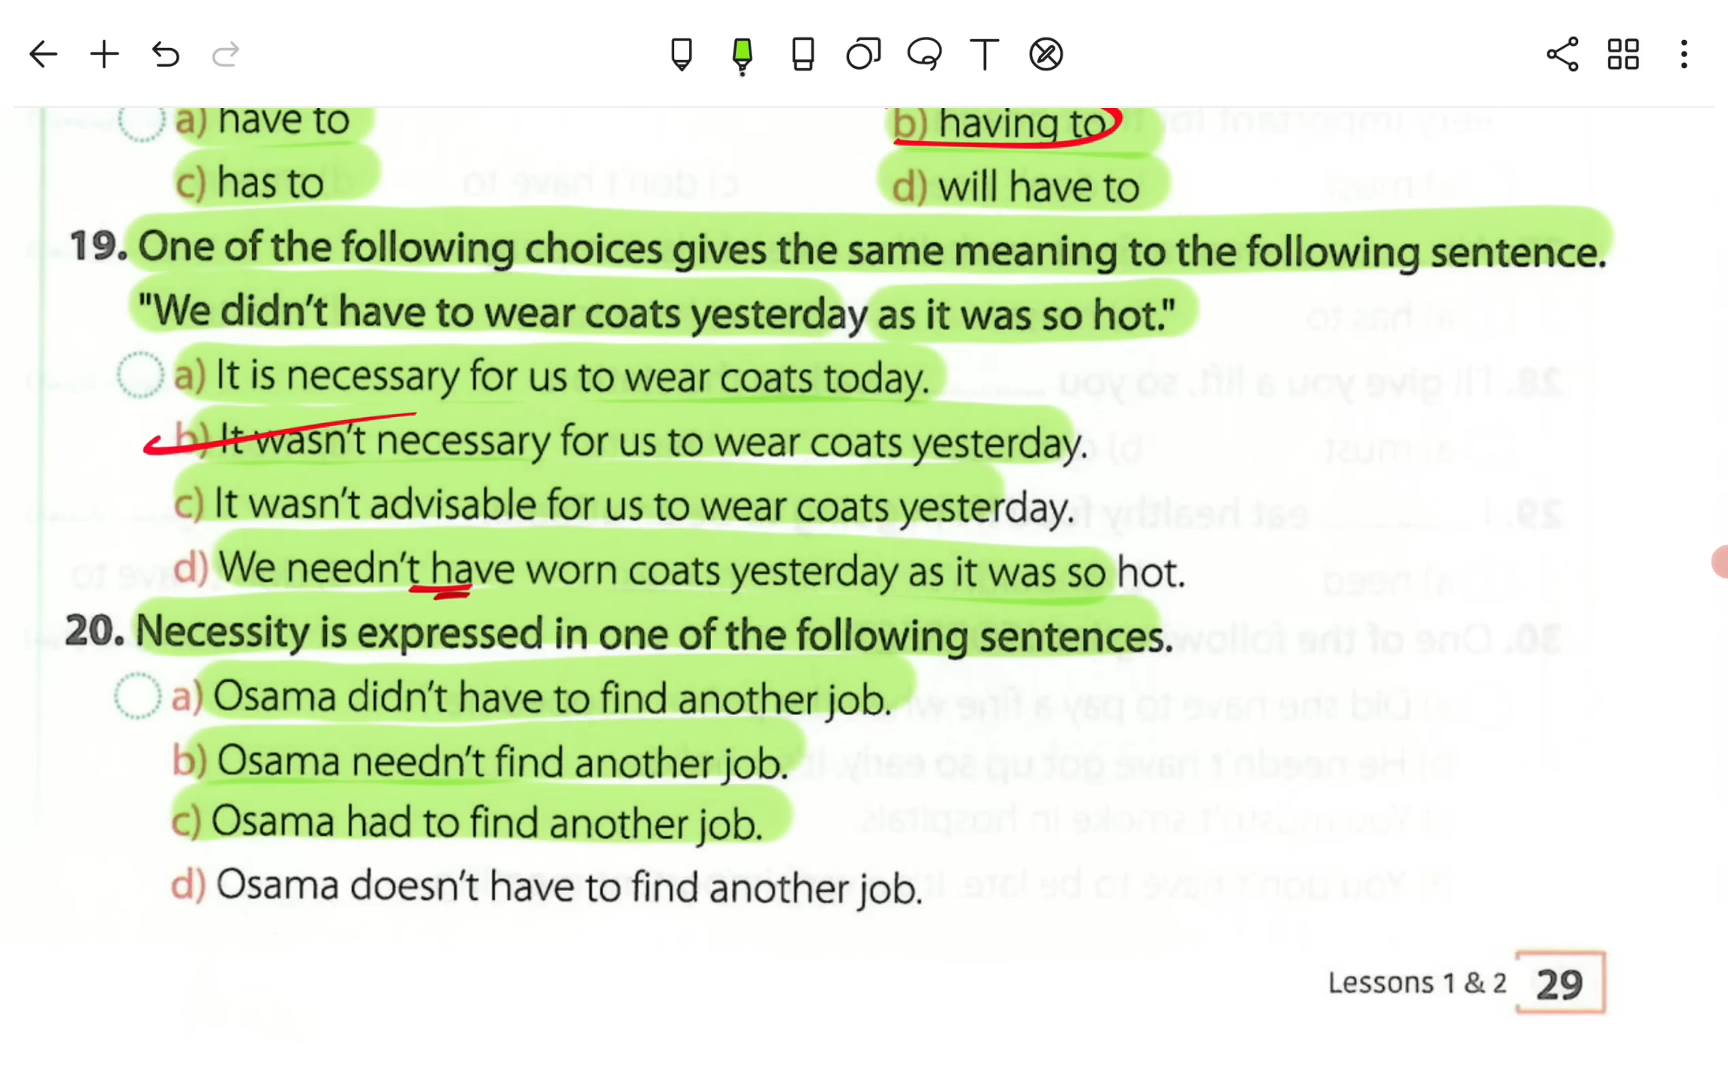 a) have to
b) having to
c) has to
d) will have to
19. One of the following choices gives the same meaning to the following sentence.
"We didn't have to wear coats yesterday as it was so hot."
a) It is necessary for us to wear coats today.
b) It wasn't necessary for us to wear coats yesterday.
c) It wasn't advisable for us to wear coats yesterday.
d) We needn't have worn coats yesterday as it was so hot.
20. Necessity is expressed in one of the following sentences.
a) Osama didn't have to find another job.
b) Osama needn't find another job.
c) Osama had to find another job.
d) Osama doesn't have to find another job.
Lessons 1 & 2 29